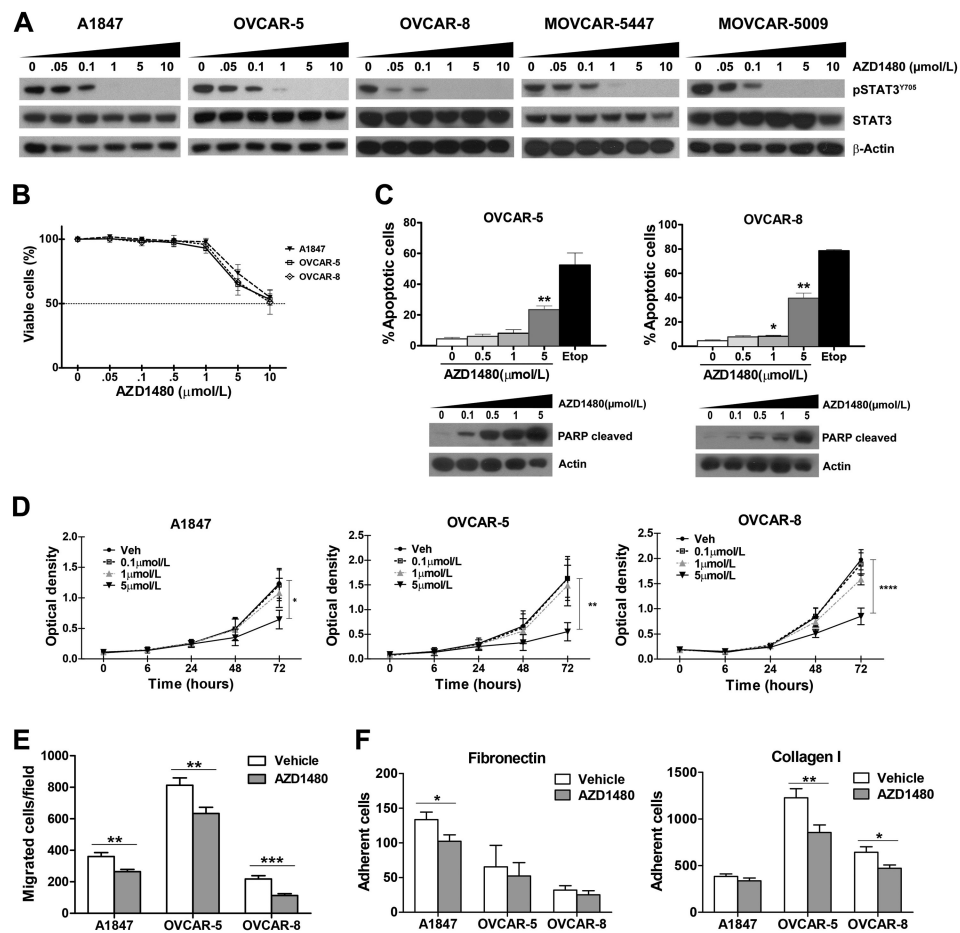 A
A1847 OVCAR-5 OVCAR-8 MOVCAR-5447 MOVCAR-5009
0 .05 0.1 1 5 10 0 .05 0.1 1 5 10 0 .05 0.1 1 5 10 0 .05 0.1 1 5 10 0 .05 0.1 1 5 10 AZD1480 (μmol/L)
pSTAT3Y705
STAT3
β-Actin
B
Viable cells (%)
100
50
0
0 .05 .1 .5 1 5 10
AZD1480 (μmol/L)
A1847
OVCAR-5
OVCAR-8
C
OVCAR-5
% Apoptotic cells
80
60
40
20
0
**
0 0.5 1 5 Etop
AZD1480(μmol/L)
AZD1480(μmol/L)
0 0.1 0.5 1 5
PARP cleaved
Actin
OVCAR-8
% Apoptotic cells
100
80
60
40
20
0
* **
0 0.5 1 5 Etop
AZD1480(μmol/L)
AZD1480(μmol/L)
0 0.1 0.5 1 5
PARP cleaved
Actin
D
A1847
Optical density
2.0
1.5
1.0
0.5
0.0
Veh
0.1μmol/L
1μmol/L
5μmol/L
*
0 6 24 48 72
Time (hours)
OVCAR-5
Optical density
2.5
2.0
1.5
1.0
0.5
0.0
Veh
0.1μmol/L
1μmol/L
5μmol/L
**
0 6 24 48 72
Time (hours)
OVCAR-8
Optical density
2.5
2.0
1.5
1.0
0.5
0.0
Veh
0.1μmol/L
1μmol/L
5μmol/L
****
0 6 24 48 72
Time (hours)
E
Migrated cells/field
1000
800
600
400
200
0
Vehicle
AZD1480
** ** ***
A1847 OVCAR-5 OVCAR-8
F
Fibronectin
Adherent cells
200
150
100
50
0
Vehicle
AZD1480
*
A1847 OVCAR-5 OVCAR-8
Collagen I
Adherent cells
1500
1000
500
0
Vehicle
AZD1480
** *
A1847 OVCAR-5 OVCAR-8